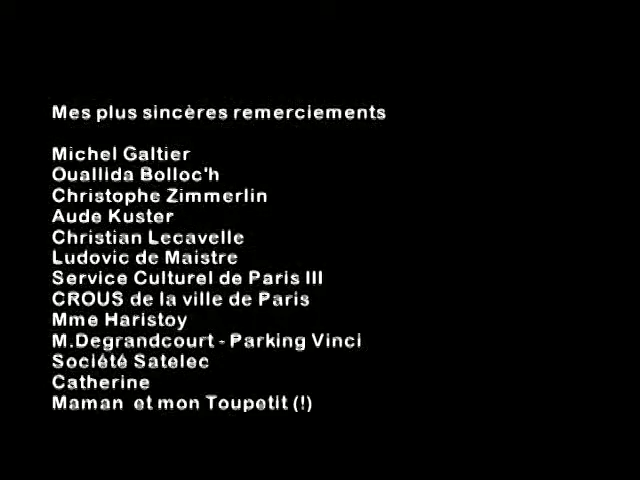 Mes plus sincères remerciements
Michel Galtier
Ouallida Bolloc'h
Christophe Zimmerlin
Aude Kuster
Christian Lecavelle
Ludovic de Maistre
Service Culturel de Paris III
CROUS de la ville de Paris
Mme Haristoy
M.Degrandcourt - Parking Vinci
Société Satelec
Catherine
Maman et mon Toupetit (!)